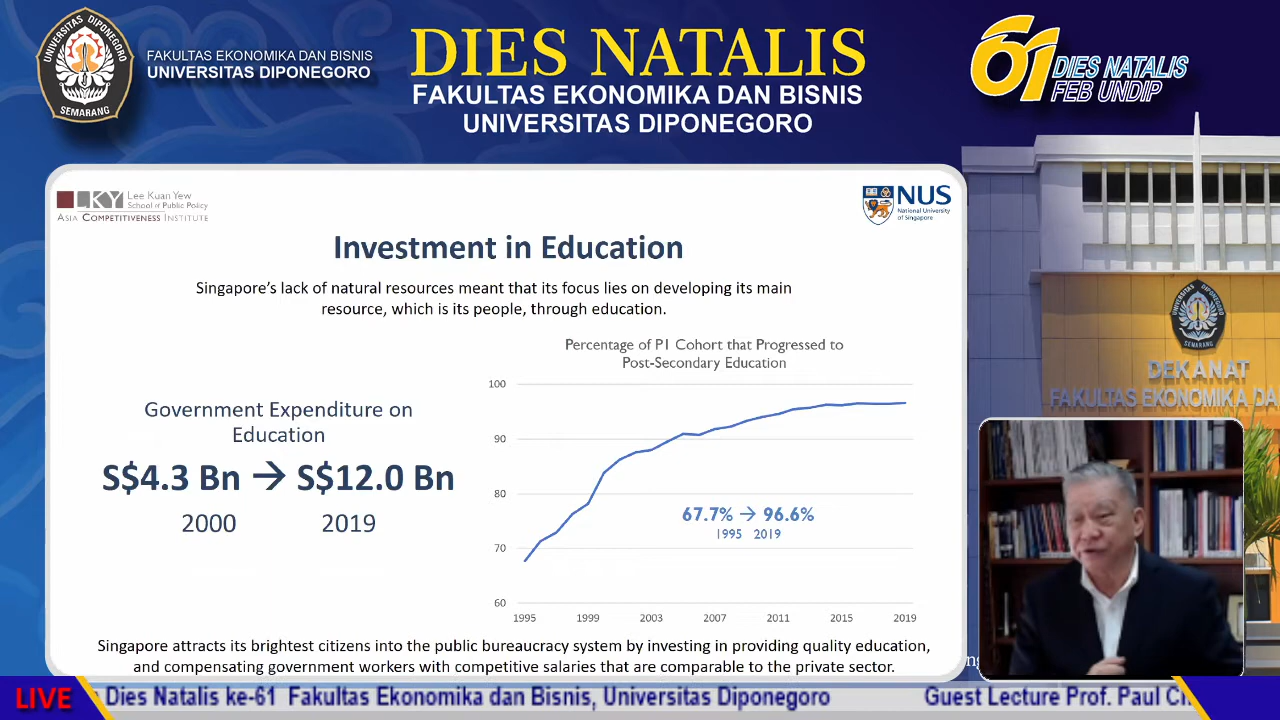 UNIVERSITAS DIPONEGORO
SEMARANG
FAKULTAS EKONOMIKA DAN BISNIS
UNIVERSITAS DIPONEGORO
DIES NATALIS
FAKULTAS EKONOMIKA DAN BISNIS
UNIVERSITAS DIPONEGORO
61 DIES NATALIS
FEB UNDIP
LKY Lee Kuan Yew
School of Public Policy
ASIA COMPETITIVENESS INSTITUTE
NUS
National University
of Singapore
Investment in Education
Singapore's lack of natural resources meant that its focus lies on developing its main
resource, which is its people, through education.
Government Expenditure on
Education
S$4.3 Bn → S$12.0 Bn
2000 2019
Percentage of P1 Cohort that Progressed to
Post-Secondary Education
100
90
80
70
60
67.7% → 96.6%
1995 2019
1995 1999 2003 2007 2011 2015 2019
Singapore attracts its brightest citizens into the public bureaucracy system by investing in providing quality education,
and compensating government workers with competitive salaries that are comparable to the private sector.
SEMARANG
DEKANAT
FAKULTAS EKONOMIKA DA
LIVE
Dies Natalis ke-61 Fakultas Ekonomika dan Bisnis, Universitas Diponegoro
Guest Lecture Prof. Paul